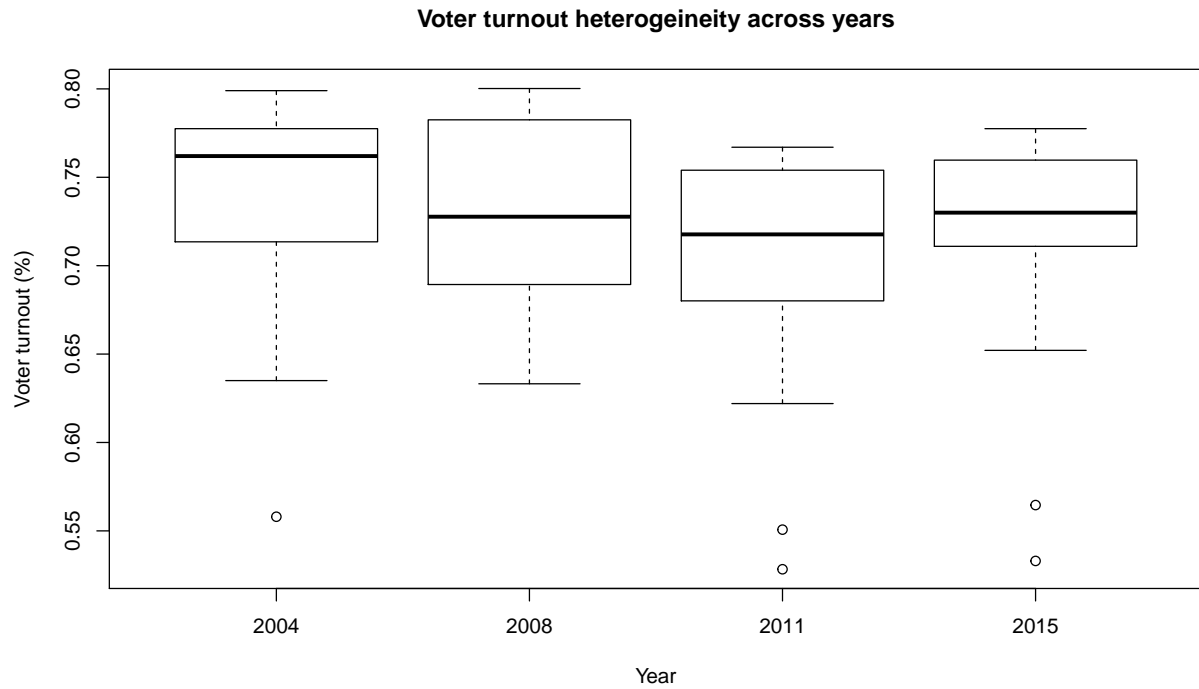 Voter turnout heterogeineity across years
Voter turnout (%)
0.80
0.75
0.70
0.65
0.60
0.55
2004 2008 2011 2015
Year